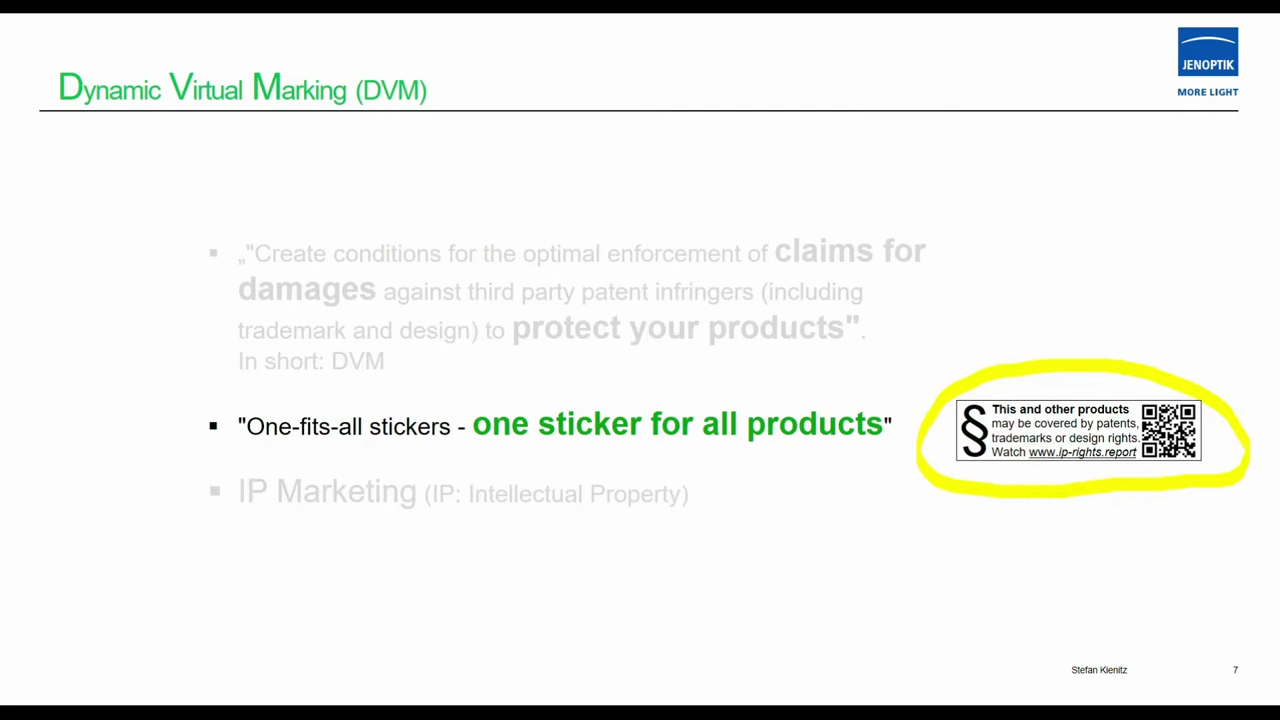 Dynamic Virtual Marking (DVM)
JENOPTIK
MORE LIGHT
▪ „"Create conditions for the optimal enforcement of claims for
damages against third party patent infringers (including
trademark and design) to protect your products".
In short: DVM
▪ "One-fits-all stickers - one sticker for all products"
§ This and other products
may be covered by patents,
trademarks or design rights.
Watch www.ip-rights.report
▪ IP Marketing (IP: Intellectual Property)
Stefan Kienitz
7